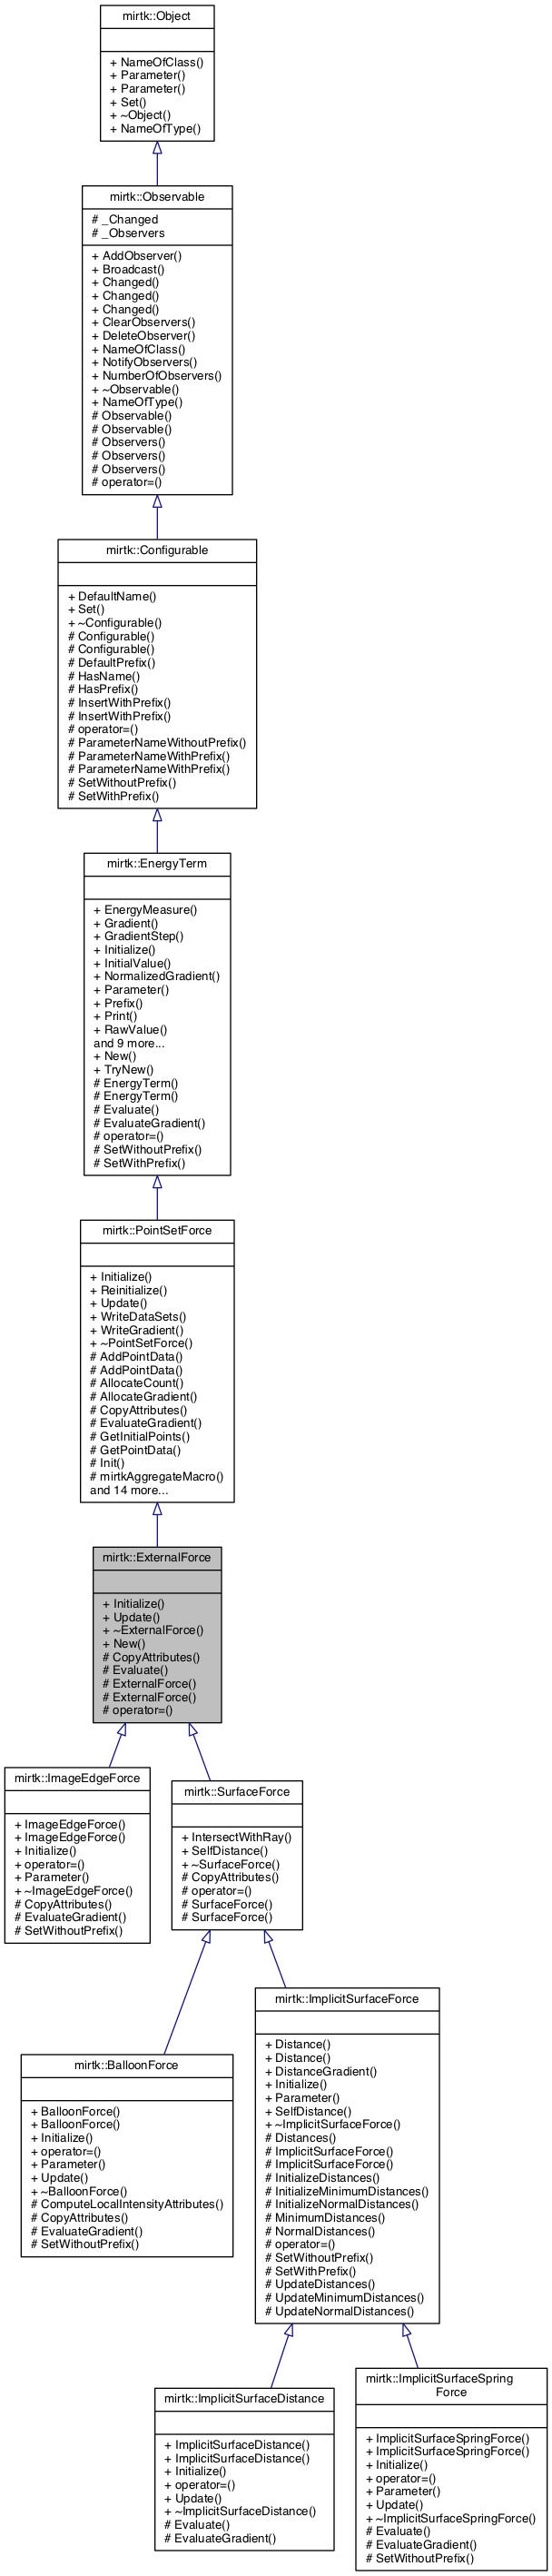 mirtk::Object
+ NameOfClass()
+ Parameter()
+ Parameter()
+ Set()
+ ~Object()
+ NameOfType()
mirtk::Observable
# _Changed
# _Observers
+ AddObserver()
+ Broadcast()
+ Changed()
+ Changed()
+ Changed()
+ ClearObservers()
+ DeleteObserver()
+ NameOfClass()
+ NotifyObservers()
+ NumberOfObservers()
+ ~Observable()
+ NameOfType()
# Observable()
# Observable()
# Observers()
# Observers()
# Observers()
# operator=()
mirtk::Configurable
+ DefaultName()
+ Set()
+ ~Configurable()
# Configurable()
# Configurable()
# DefaultPrefix()
# HasName()
# HasPrefix()
# InsertWithPrefix()
# InsertWithPrefix()
# operator=()
# ParameterNameWithoutPrefix()
# ParameterNameWithPrefix()
# ParameterNameWithPrefix()
# SetWithoutPrefix()
# SetWithPrefix()
mirtk::EnergyTerm
+ EnergyMeasure()
+ Gradient()
+ GradientStep()
+ Initialize()
+ InitialValue()
+ NormalizedGradient()
+ Parameter()
+ Prefix()
+ Print()
+ RawValue()
and 9 more...
+ New()
+ TryNew()
# EnergyTerm()
# EnergyTerm()
# Evaluate()
# EvaluateGradient()
# operator=()
# SetWithoutPrefix()
# SetWithPrefix()
mirtk::PointSetForce
+ Initialize()
+ Reinitialize()
+ Update()
+ WriteDataSets()
+ WriteGradient()
+ ~PointSetForce()
# AddPointData()
# AddPointData()
# AllocateCount()
# AllocateGradient()
# CopyAttributes()
# EvaluateGradient()
# GetInitialPoints()
# GetPointData()
# Init()
# mirtkAggregateMacro()
and 14 more...
mirtk::ExternalForce
+ Initialize()
+ Update()
+ ~ExternalForce()
+ New()
# CopyAttributes()
# Evaluate()
# ExternalForce()
# ExternalForce()
# operator=()
mirtk::ImageEdgeForce
+ ImageEdgeForce()
+ ImageEdgeForce()
+ Initialize()
+ operator=()
+ Parameter()
+ ~ImageEdgeForce()
# CopyAttributes()
# EvaluateGradient()
# SetWithoutPrefix()
mirtk::SurfaceForce
+ IntersectWithRay()
+ SelfDistance()
+ ~SurfaceForce()
# CopyAttributes()
# operator=()
# SurfaceForce()
# SurfaceForce()
mirtk::BalloonForce
+ BalloonForce()
+ BalloonForce()
+ Initialize()
+ operator=()
+ Parameter()
+ Update()
+ ~BalloonForce()
# ComputeLocalIntensityAttributes()
# CopyAttributes()
# EvaluateGradient()
# SetWithoutPrefix()
mirtk::ImplicitSurfaceForce
+ Distance()
+ Distance()
+ DistanceGradient()
+ Initialize()
+ Parameter()
+ SelfDistance()
+ ~ImplicitSurfaceForce()
# Distances()
# ImplicitSurfaceForce()
# ImplicitSurfaceForce()
# InitializeDistances()
# InitializeMinimumDistances()
# InitializeNormalDistances()
# MinimumDistances()
# NormalDistances()
# operator=()
# SetWithoutPrefix()
# SetWithPrefix()
# UpdateDistances()
# UpdateMinimumDistances()
# UpdateNormalDistances()
mirtk::ImplicitSurfaceDistance
+ ImplicitSurfaceDistance()
+ ImplicitSurfaceDistance()
+ Initialize()
+ operator=()
+ Update()
+ ~ImplicitSurfaceDistance()
# Evaluate()
# EvaluateGradient()
mirtk::ImplicitSurfaceSpring
Force
+ ImplicitSurfaceSpringForce()
+ ImplicitSurfaceSpringForce()
+ Initialize()
+ operator=()
+ Parameter()
+ Update()
+ ~ImplicitSurfaceSpringForce()
# Evaluate()
# EvaluateGradient()
# SetWithoutPrefix()